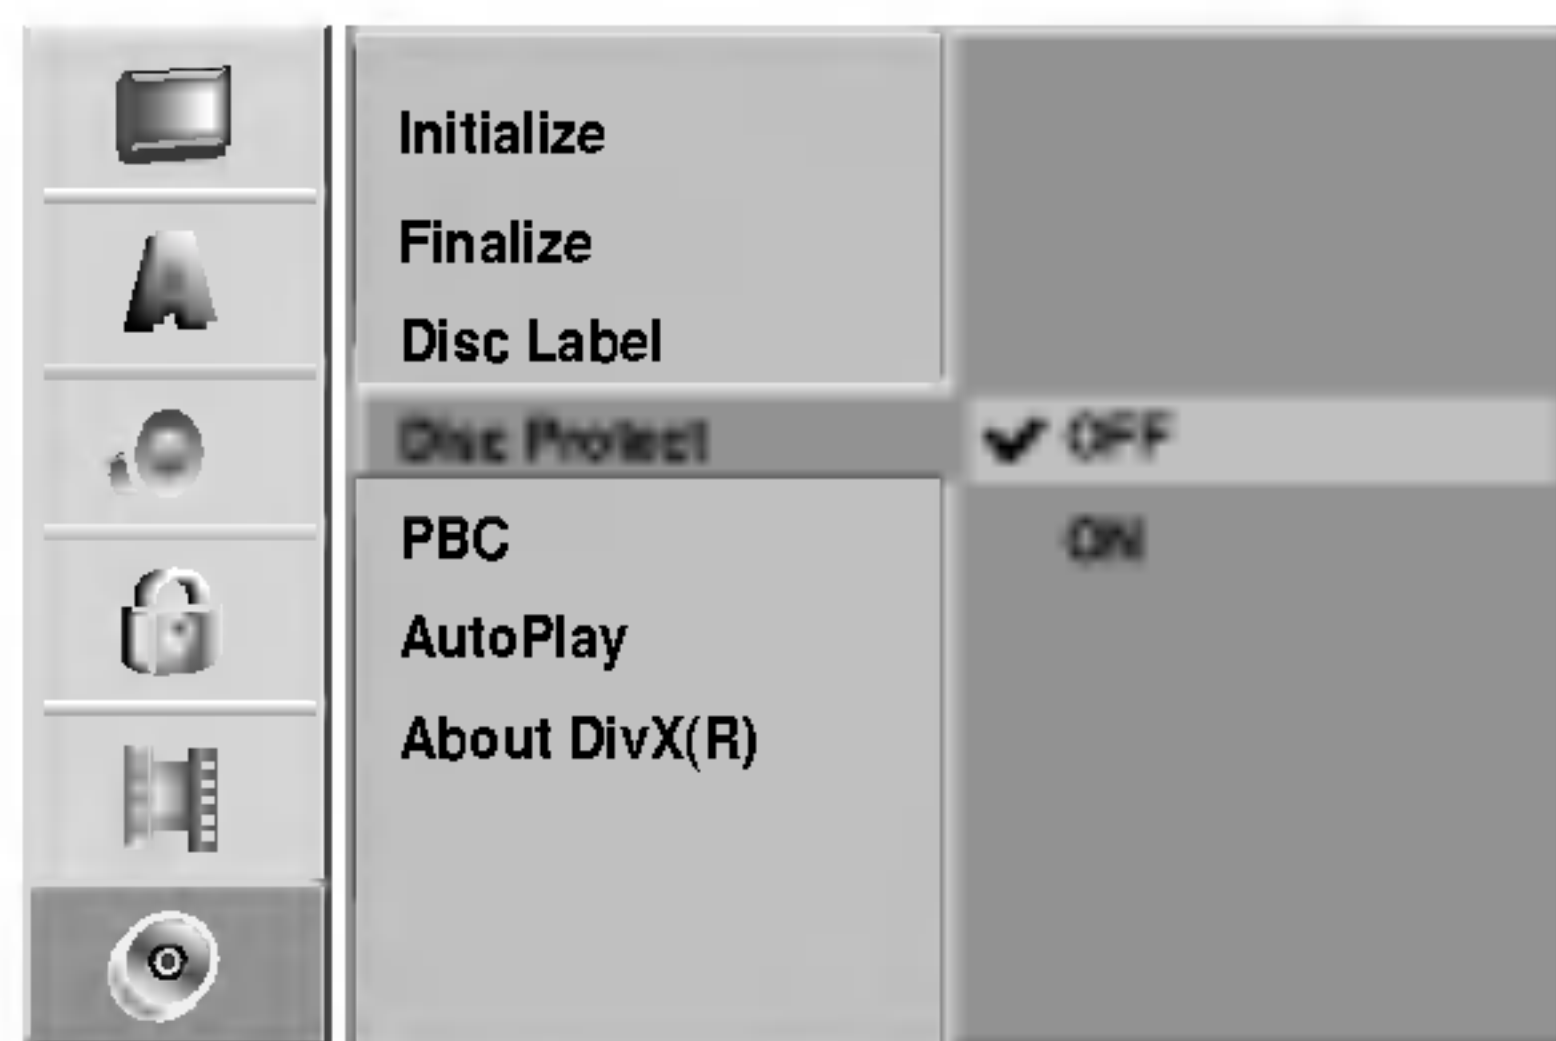 Initialize
Finalize
Disc Label
Disc Protect ✔ OFF
PBC ON
AutoPlay
About DivX(R)